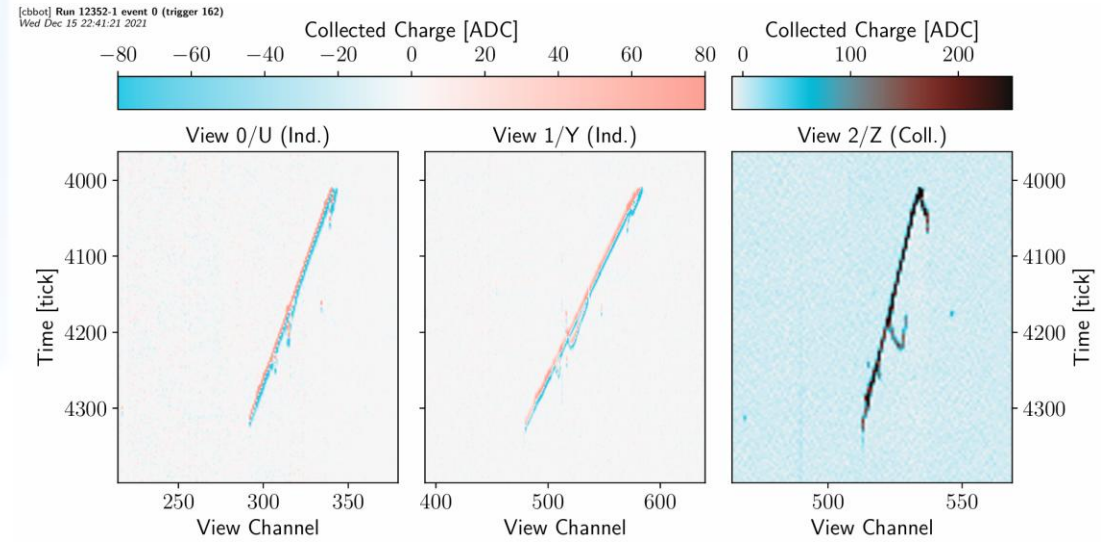 [cbbot] Run 12352-1 event 0 (trigger 162)
Wed Dec 15 22:41:21 2021
Collected Charge [ADC]
Collected Charge [ADC]
−80 −60 −40 −20 0 20 40 60 80
0 100 200
View 0/U (Ind.)
View 1/Y (Ind.)
View 2/Z (Coll.)
Time [tick]
4000
4100
4200
4300
4000
4100
4200
4300
Time [tick]
250 300 350
400 500 600
500 550
View Channel
View Channel
View Channel